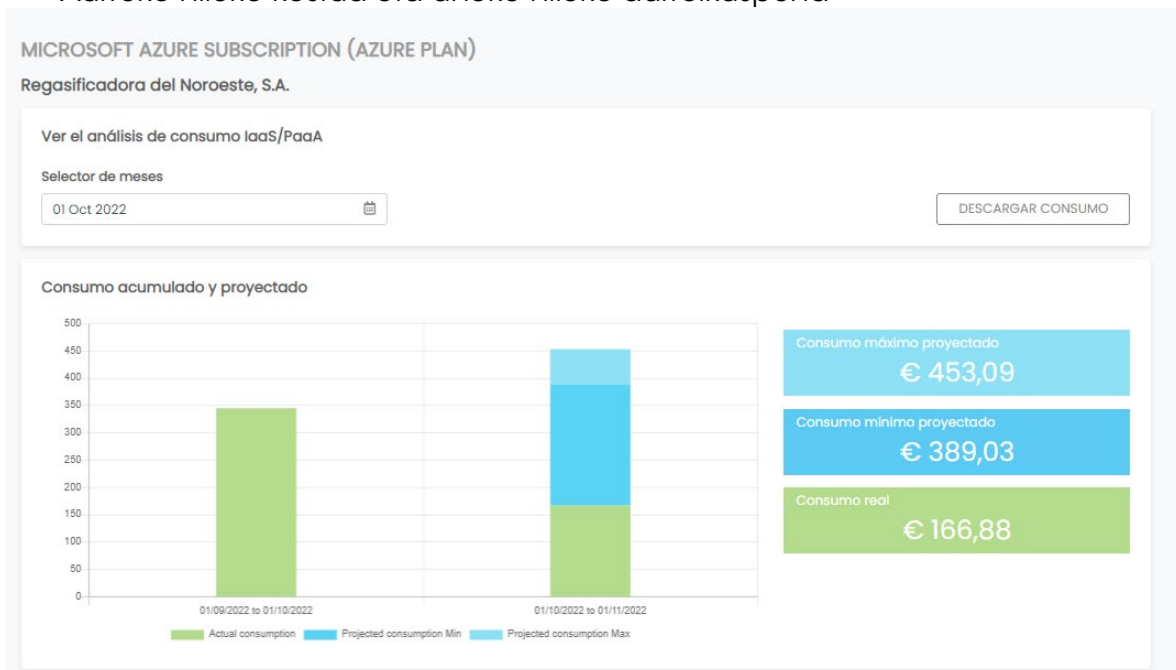 MICROSOFT AZURE SUBSCRIPTION (AZURE PLAN)
Regasificadora del Noroeste, S.A.
Ver el análisis de consumo IaaS/PaaA
Selector de meses
01 Oct 2022
DESCARGAR CONSUMO
Consumo acumulado y proyectado
500
450
400
350
300
250
200
150
100
50
0
01/09/2022 to 01/10/2022
01/10/2022 to 01/11/2022
Actual consumption
Projected consumption Min
Projected consumption Max
Consumo máximo proyectado
€ 453,09
Consumo mínimo proyectado
€ 389,03
Consumo real
€ 166,88